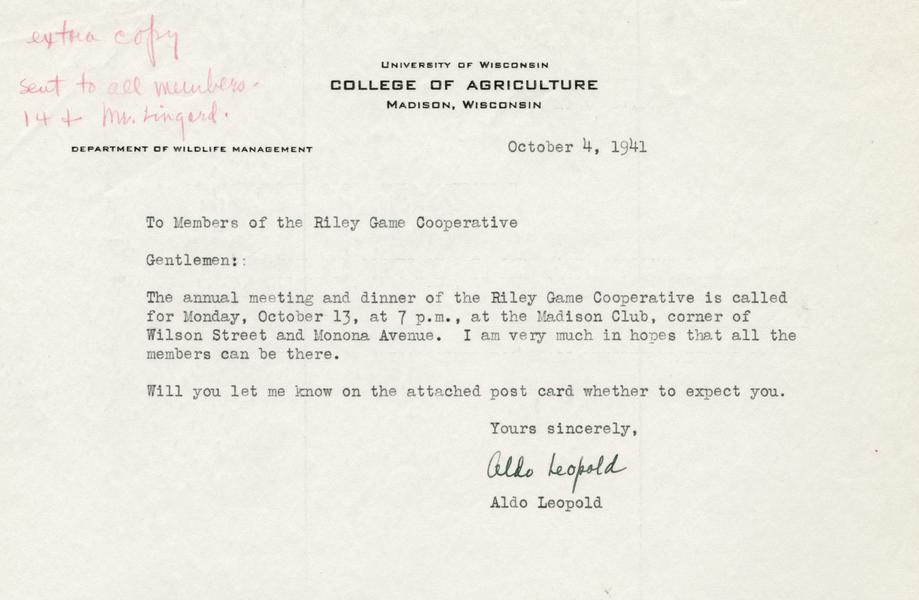 extra copy
sent to all members.
14 + Mr. Lingard.
UNIVERSITY OF WISCONSIN
COLLEGE OF AGRICULTURE
MADISON, WISCONSIN
DEPARTMENT OF WILDLIFE MANAGEMENT
October 4, 1941
To Members of the Riley Game Cooperative
Gentlemen::
The annual meeting and dinner of the Riley Game Cooperative is called
for Monday, October 13, at 7 p.m., at the Madison Club, corner of
Wilson Street and Monona Avenue.  I am very much in hopes that all the
members can be there.
Will you let me know on the attached post card whether to expect you.
Yours sincerely,
Aldo Leopold
Aldo Leopold